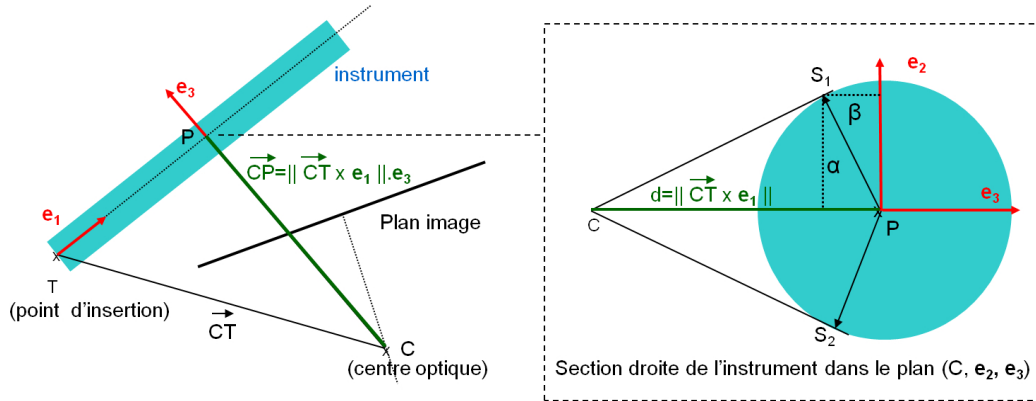 instrument
e3
P
CP=|| CT x e1 ||.e3
e1
Plan image
T
(point d'insertion)
CT
C
(centre optique)
S1
e2
β
α
d=|| CT x e1 ||
e3
C
P
S2
Section droite de l'instrument dans le plan (C, e2, e3)